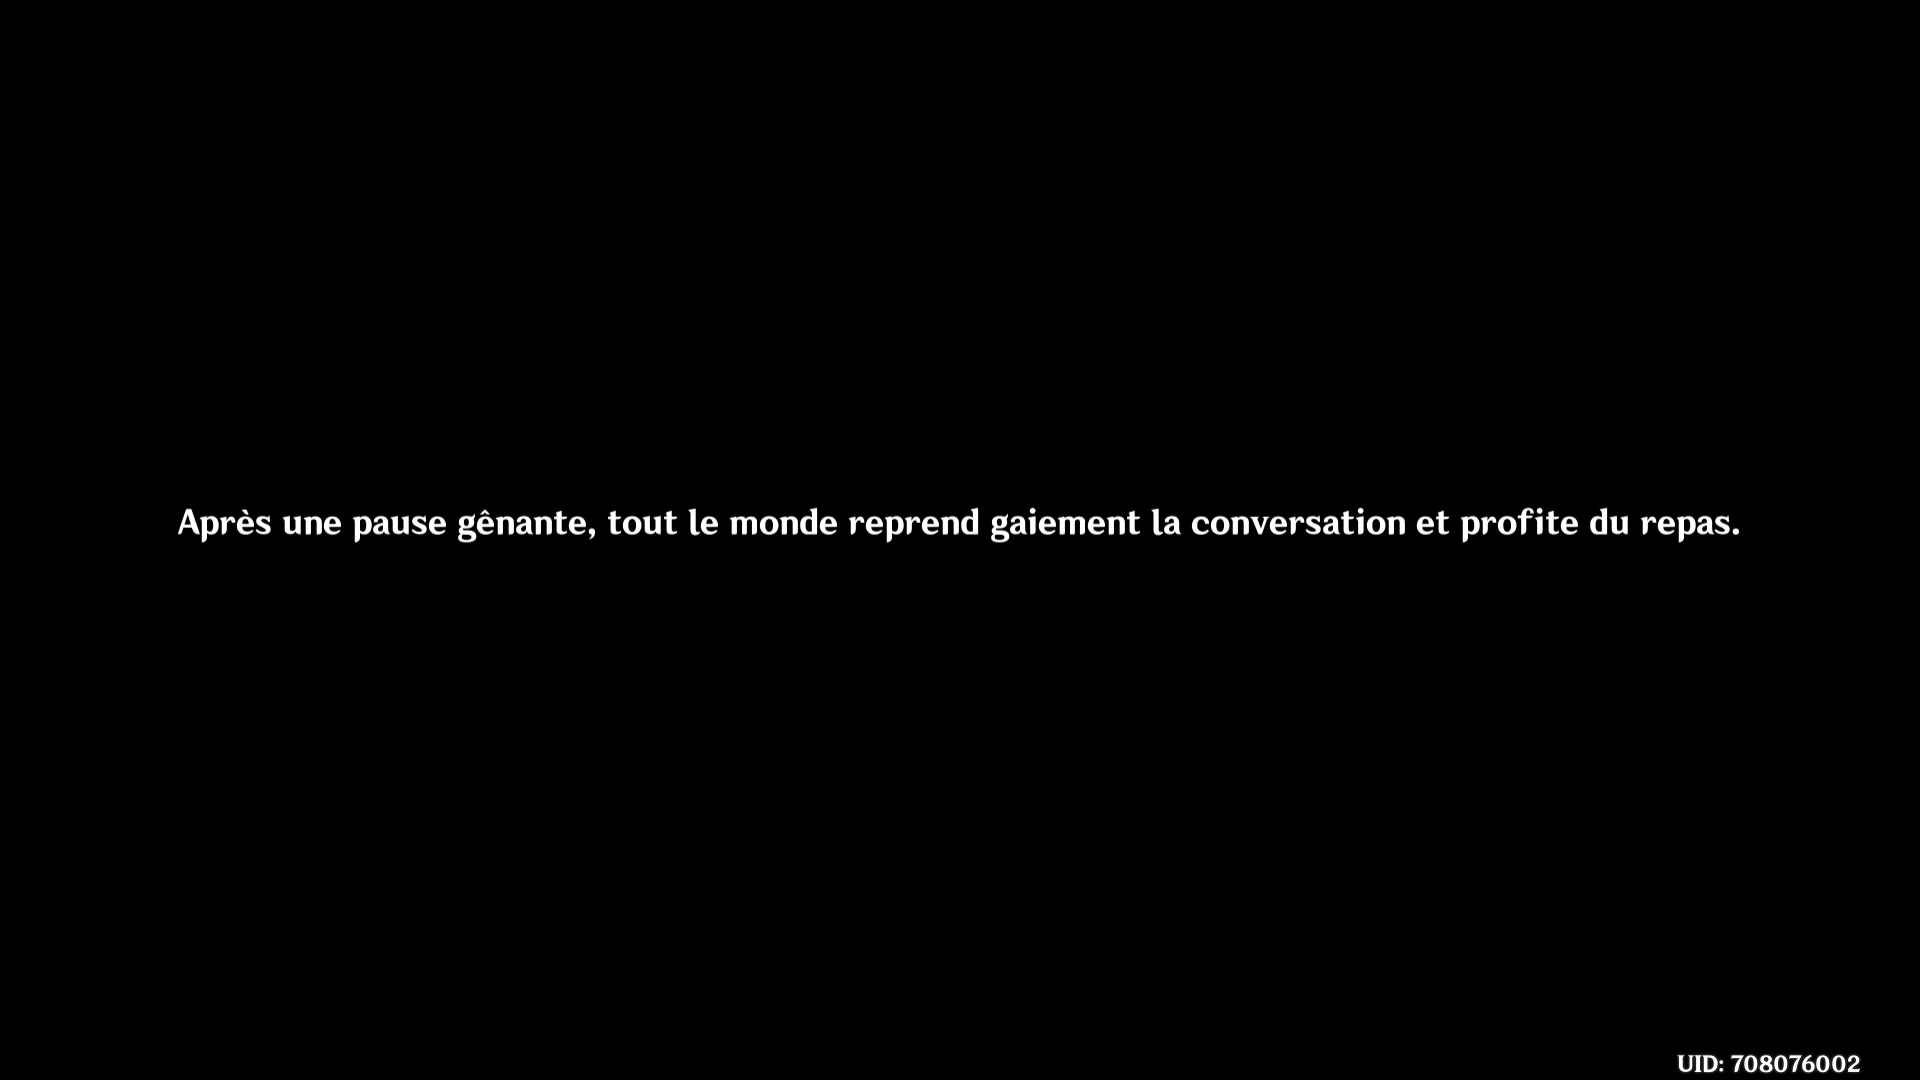 Après une pause gênante, tout le monde reprend gaiement la conversation et profite du repas.
UID: 708076002